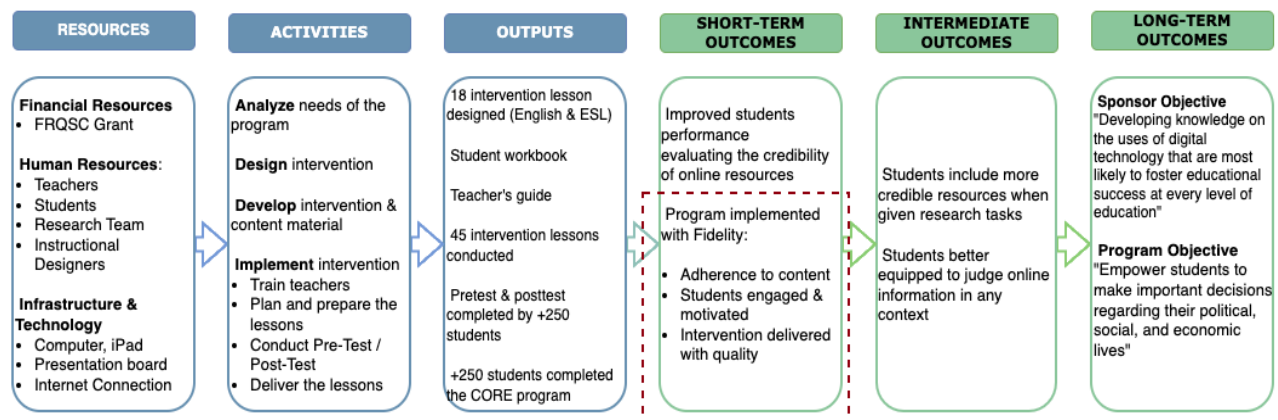 RESOURCES
ACTIVITIES
OUTPUTS
SHORT-TERM
OUTCOMES
INTERMEDIATE
OUTCOMES
LONG-TERM
OUTCOMES
Financial Resources
• FRQSC Grant
Human Resources:
• Teachers
• Students
• Research Team
• Instructional
Designers
Infrastructure &
Technology
• Computer, iPad
• Presentation board
• Internet Connection
Analyze needs of the
program
Design intervention
Develop intervention &
content material
Implement intervention
• Train teachers
• Plan and prepare the
lessons
• Conduct Pre-Test /
Post-Test
• Deliver the lessons
18 intervention lesson
designed (English & ESL)
Student workbook
Teacher's guide
45 intervention lessons
conducted
Pretest & posttest
completed by +250
students
+250 students completed
the CORE program
Improved students
performance
evaluating the credibility
of online resources
Program implemented
with Fidelity:
• Adherence to content
• Students engaged &
motivated
• Intervention delivered
with quality
Students include more
credible resources when
given research tasks
Students better
equipped to judge online
information in any
context
Sponsor Objective
"Developing knowledge on
the uses of digital
technology that are most
likely to foster educational
success at every level of
education"
Program Objective
"Empower students to
make important decisions
regarding their political,
social, and economic
lives"